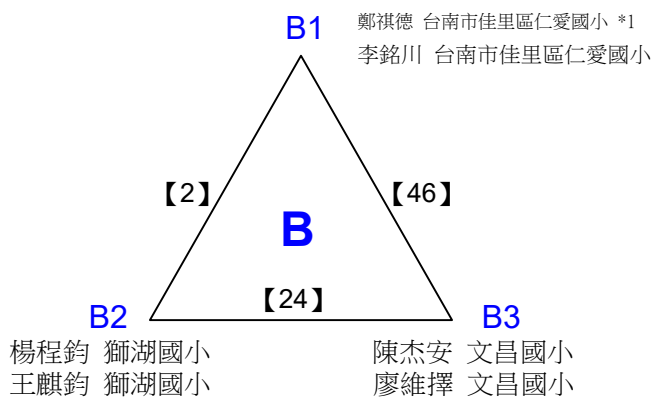 B1
鄭祺德 台南市佳里區仁愛國小 *1
李銘川 台南市佳里區仁愛國小
【2】
【46】
B
【24】
B2
B3
楊程鈞 獅湖國小
陳杰安 文昌國小
王麒鈞 獅湖國小
廖維擇 文昌國小